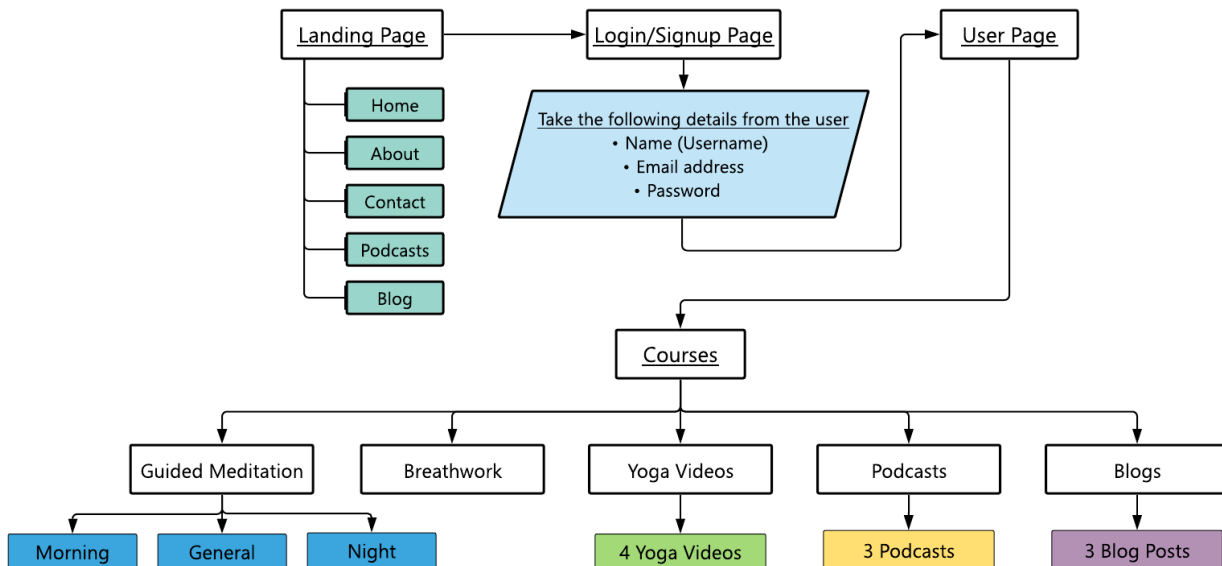 Landing Page
Login/Signup Page
User Page
Home
About
Contact
Podcasts
Blog
Take the following details from the user
• Name (Username)
• Email address
• Password
Courses
Guided Meditation
Breathwork
Yoga Videos
Podcasts
Blogs
Morning
General
Night
4 Yoga Videos
3 Podcasts
3 Blog Posts